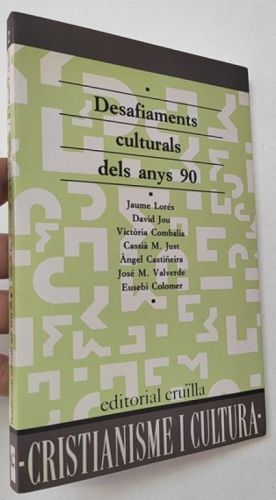 Desafiaments
culturals
dels anys 90
Jaume Lorés
David Jou
Victòria Combalia
Cassià M. Just
Àngel Castiñeira
José M. Valverde
Eusebi Colomer
editorial cruïlla
-CRISTIANISME I CULTURA-